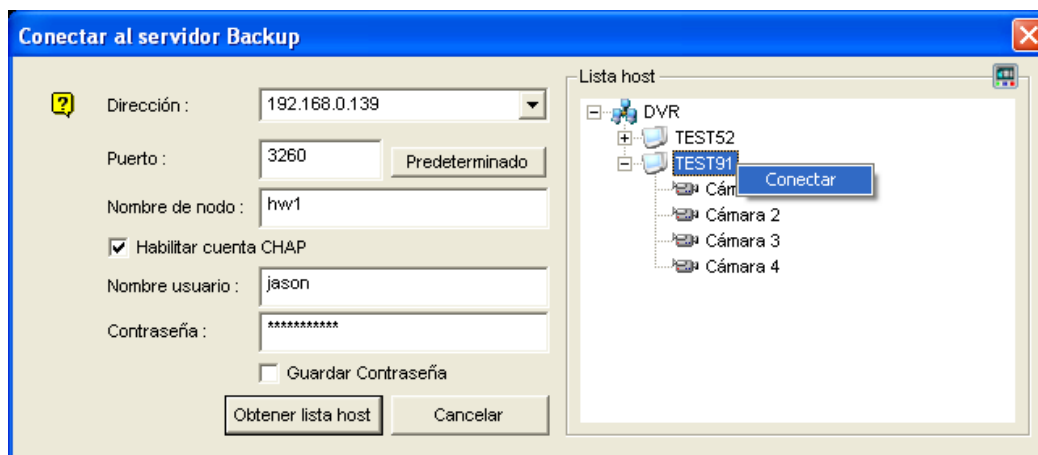 Conectar al servidor Backup
Dirección :
192.168.0.139
Puerto :
3260
Predeterminado
Nombre de nodo :
hw1
Habilitar cuenta CHAP
Nombre usuario :
jason
Contraseña :
***********
Guardar Contraseña
Obtener lista host
Cancelar
Lista host
DVR
TEST52
TEST91
Conectar
Cám
Cámara 2
Cámara 3
Cámara 4